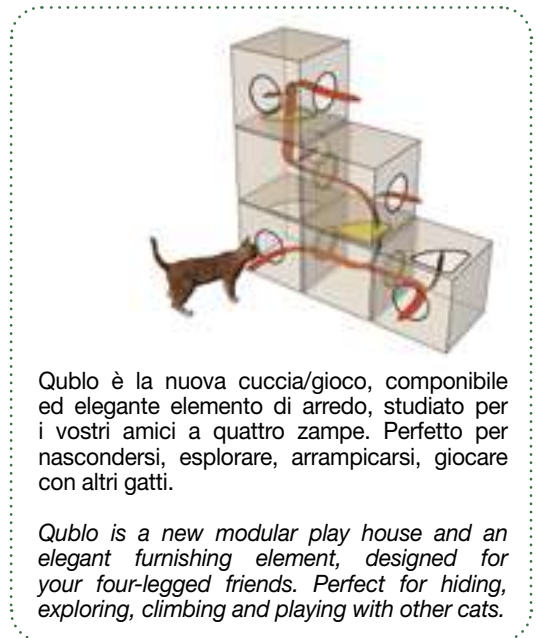 Qublo è la nuova cuccia/gioco, componibile
ed elegante elemento di arredo, studiato per
i vostri amici a quattro zampe. Perfetto per
nascondersi, esplorare, arrampicarsi, giocare
con altri gatti.
Qublo is a new modular play house and an
elegant furnishing element, designed for
your four-legged friends. Perfect for hiding,
exploring, climbing and playing with other cats.